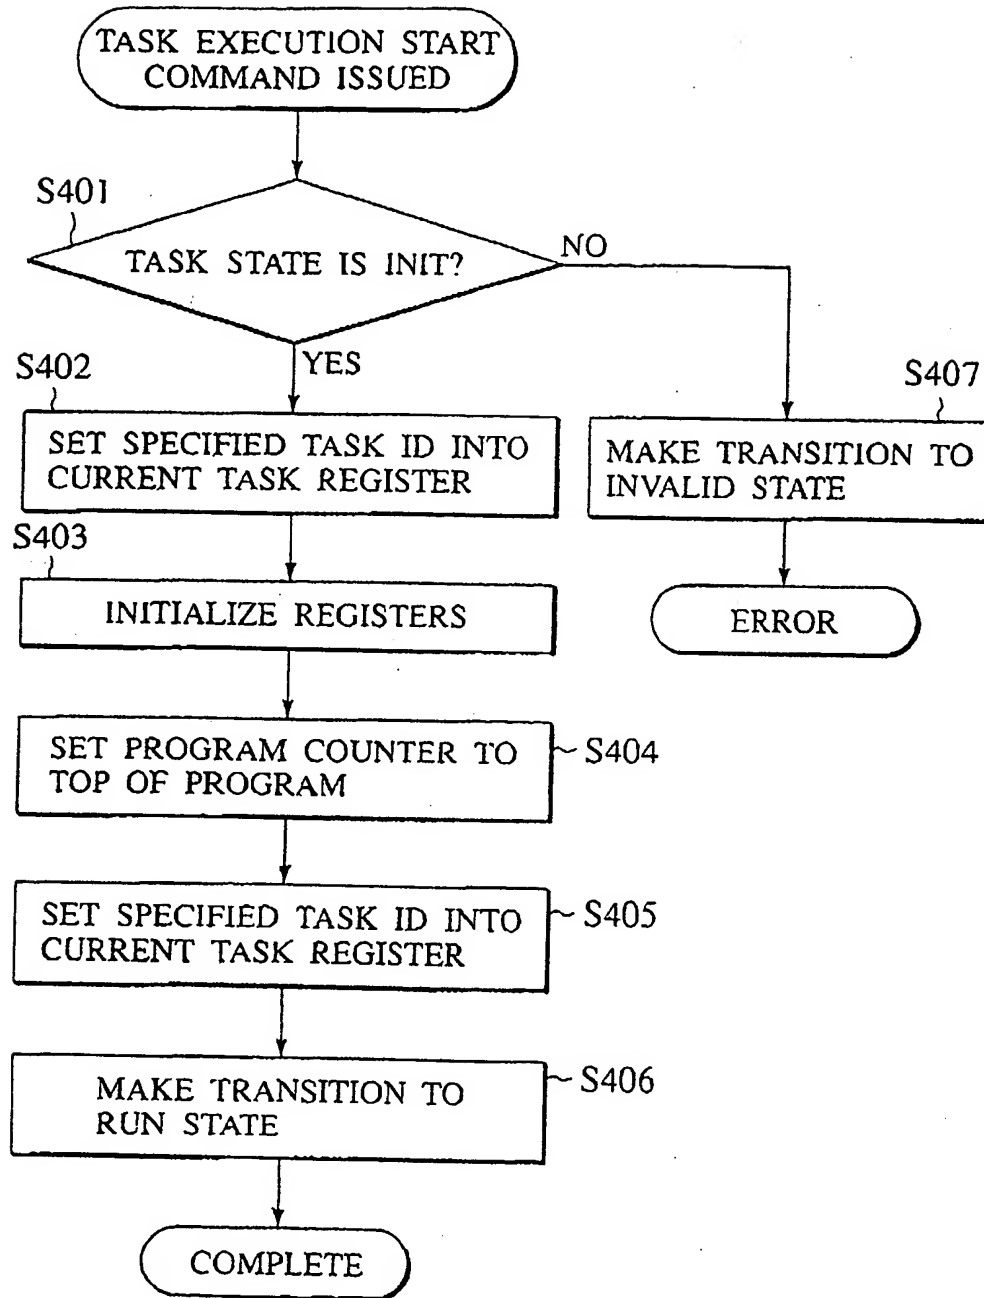 TASK EXECUTION START
COMMAND ISSUED
S401
TASK STATE IS INIT?
NO
YES
S402
SET SPECIFIED TASK ID INTO
CURRENT TASK REGISTER
S407
MAKE TRANSITION TO
INVALID STATE
ERROR
S403
INITIALIZE REGISTERS
SET PROGRAM COUNTER TO
TOP OF PROGRAM
S404
SET SPECIFIED TASK ID INTO
CURRENT TASK REGISTER
S405
MAKE TRANSITION TO
RUN STATE
S406
COMPLETE